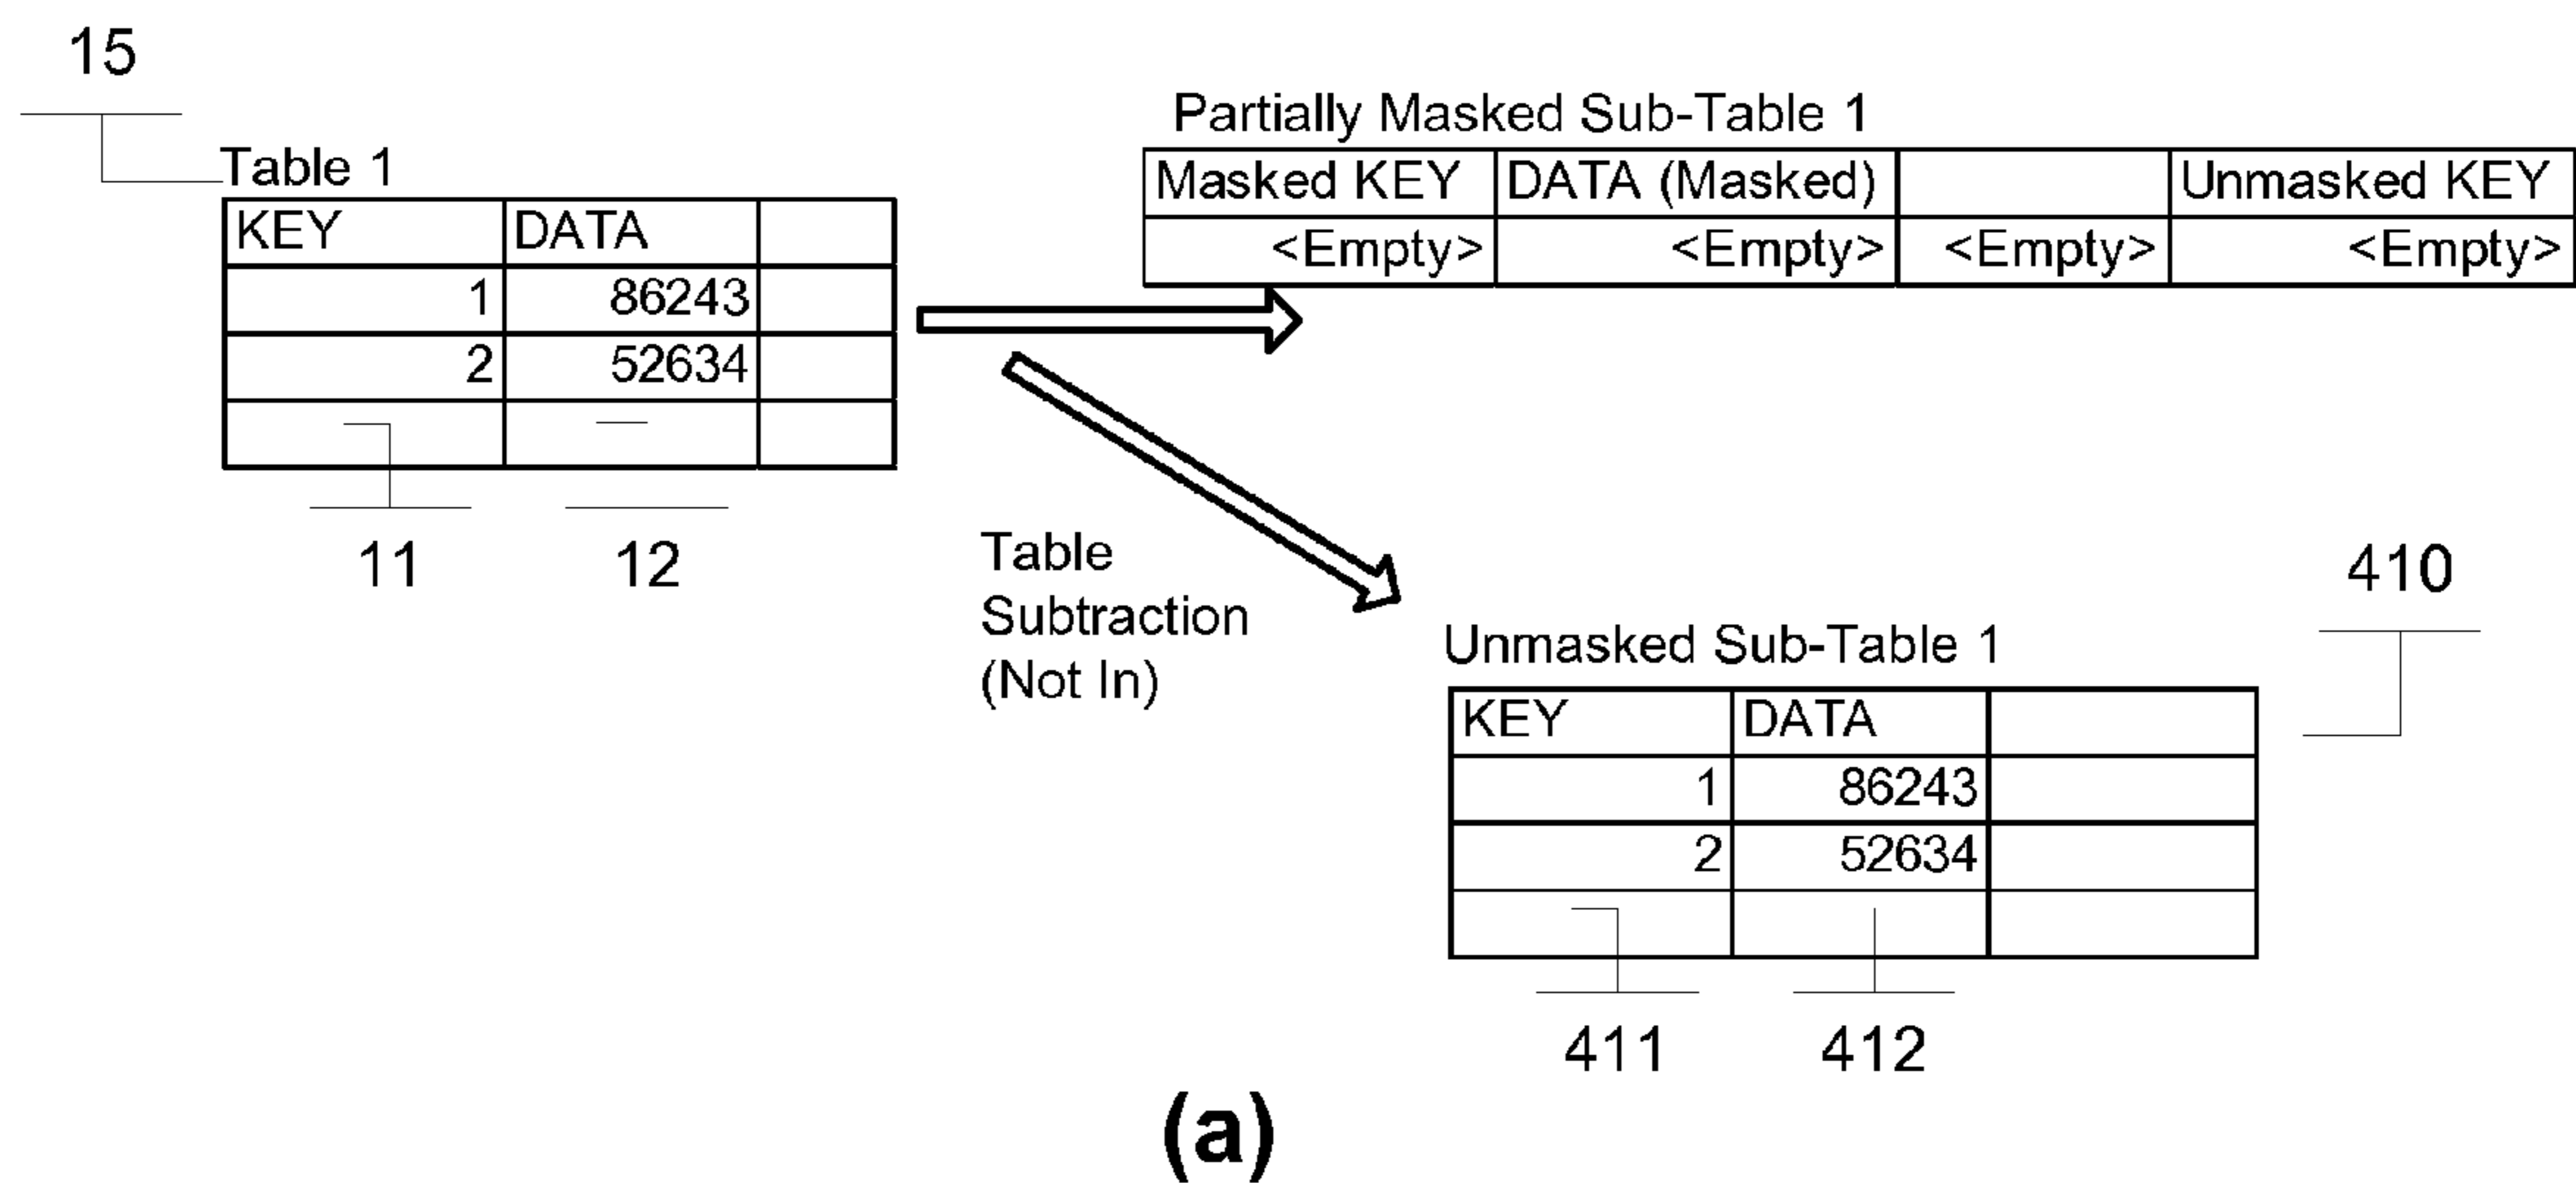 15
Table 1
KEY DATA
1 86243
2 52634
11 12
Partially Masked Sub-Table 1
Masked KEY DATA (Masked) Unmasked KEY
<Empty> <Empty> <Empty> <Empty>
Table
Subtraction
(Not In)
410
Unmasked Sub-Table 1
KEY DATA
1 86243
2 52634
411 412
(a)